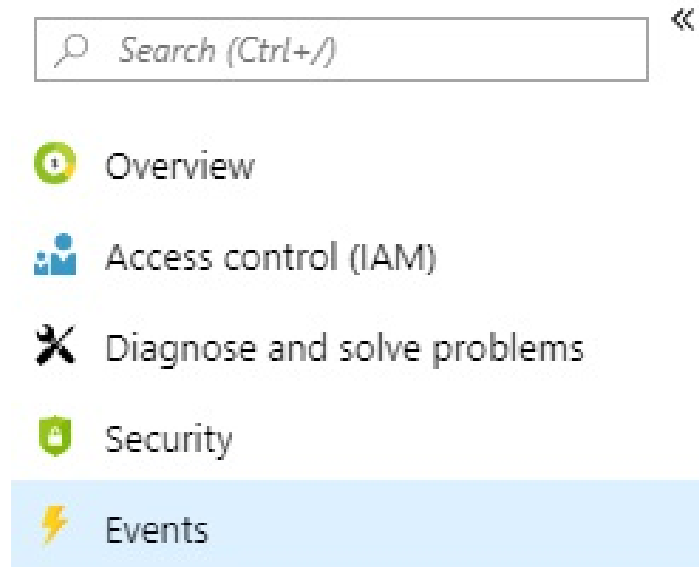 Search (Ctrl+/)
Overview
Access control (IAM)
Diagnose and solve problems
Security
Events